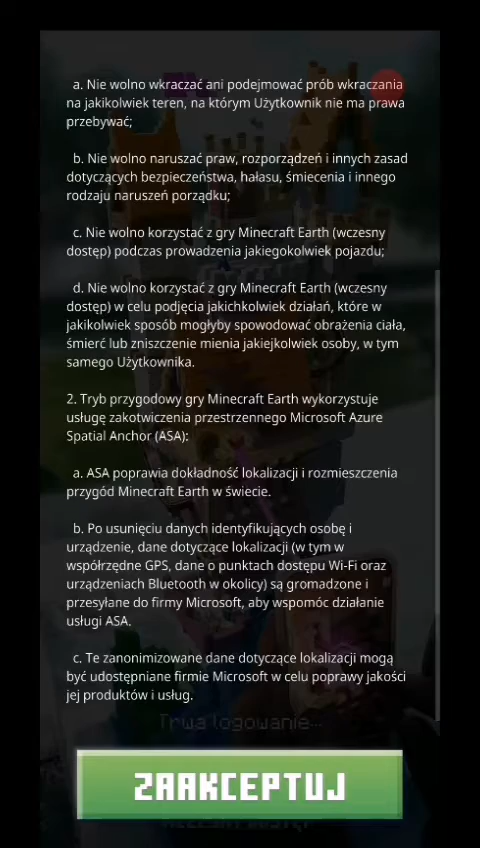 a. Nie wolno wkraczać ani podejmować prób wkraczania
na jakikolwiek teren, na którym Użytkownik nie ma prawa
przebywać;
b. Nie wolno naruszać praw, rozporządzeń i innych zasad
dotyczących bezpieczeństwa, hałasu, śmiecenia i innego
rodzaju naruszeń porządku;
c. Nie wolno korzystać z gry Minecraft Earth (wczesny
dostęp) podczas prowadzenia jakiegokolwiek pojazdu;
d. Nie wolno korzystać z gry Minecraft Earth (wczesny
dostęp) w celu podjęcia jakichkolwiek działań, które w
jakikolwiek sposób mogłyby spowodować obrażenia ciała,
śmierć lub zniszczenie mienia jakiejkolwiek osoby, w tym
samego Użytkownika.
2. Tryb przygodowy gry Minecraft Earth wykorzystuje
usługę zakotwiczenia przestrzennego Microsoft Azure
Spatial Anchor (ASA):
a. ASA poprawia dokładność lokalizacji i rozmieszczenia
przygód Minecraft Earth w świecie.
b. Po usunięciu danych identyfikujących osobę i
urządzenie, dane dotyczące lokalizacji (w tym w
współrzędne GPS, dane o punktach dostępu Wi-Fi oraz
urządzeniach Bluetooth w okolicy) są gromadzone i
przesyłane do firmy Microsoft, aby wspomóc działanie
usługi ASA.
c. Te zanonimizowane dane dotyczące lokalizacji mogą
być udostępniane firmie Microsoft w celu poprawy jakości
jej produktów i usług.
Trwa logowanie...
ZAAKCEPTUJ